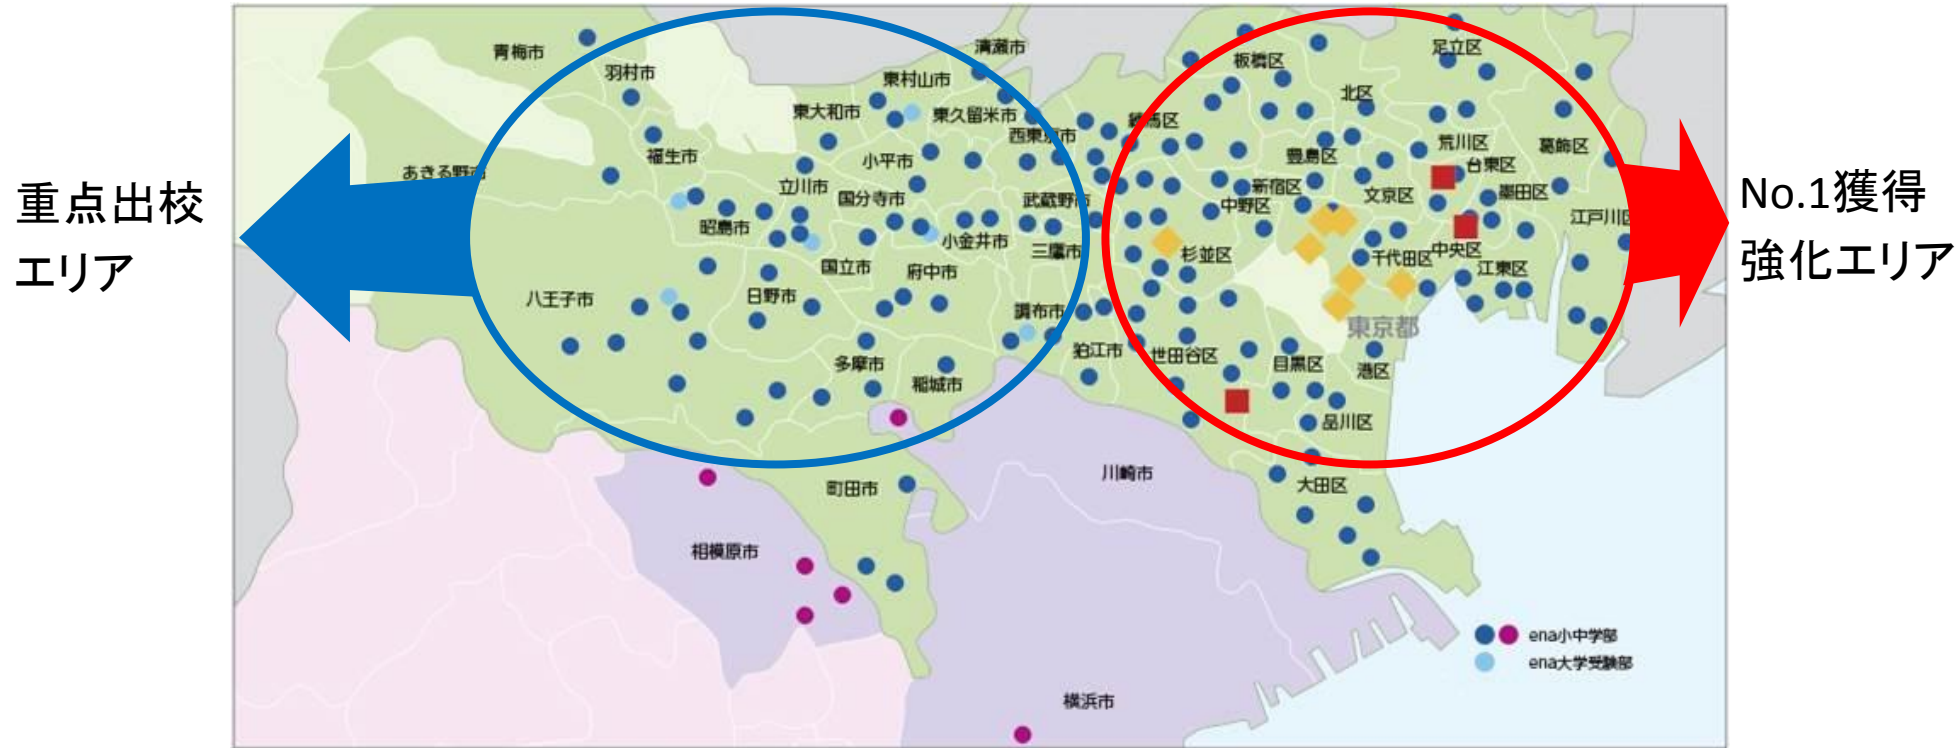 重点出校
エリア
No.1獲得
強化エリア
青梅市
羽村市
清瀬市
東村山市
東大和市
東久留米市
西東京市
福生市
あきる野市
小平市
立川市
国分寺市
武蔵野市
昭島市
小金井市
三鷹市
国立市
府中市
八王子市
日野市
調布市
多摩市
稲城市
狛江市
町田市
相模原市
川崎市
横浜市
板橋区
足立区
北区
練馬区
荒川区
葛飾区
豊島区
台東区
新宿区
文京区
墨田区
中野区
江戸川区
杉並区
千代田区
中央区
江東区
東京都
世田谷区
目黒区
港区
品川区
大田区
ena小中学部
ena大学受験部